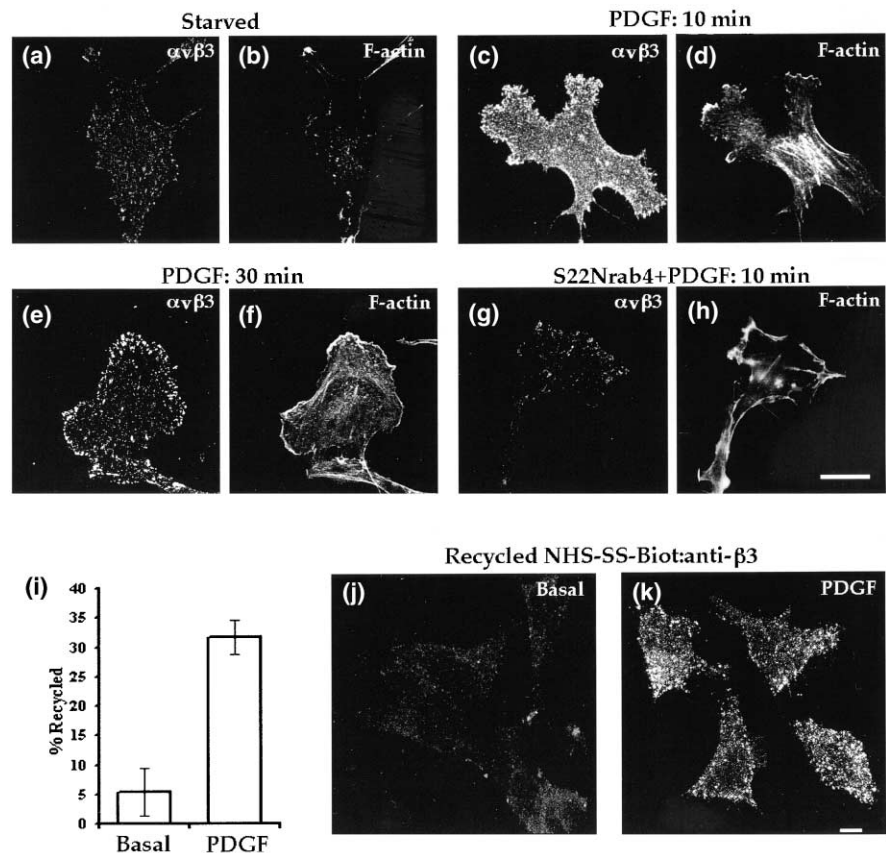 Starved
PDGF: 10 min
(a) αvβ3
(b) F-actin
(c) αvβ3
(d) F-actin
PDGF: 30 min
S22Nrab4+PDGF: 10 min
(e) αvβ3
(f) F-actin
(g) αvβ3
(h) F-actin
(i)
% Recycled
40
35
30
25
20
15
10
5
0
Basal PDGF
Recycled NHS-SS-Biot:anti-β3
(j) Basal
(k) PDGF